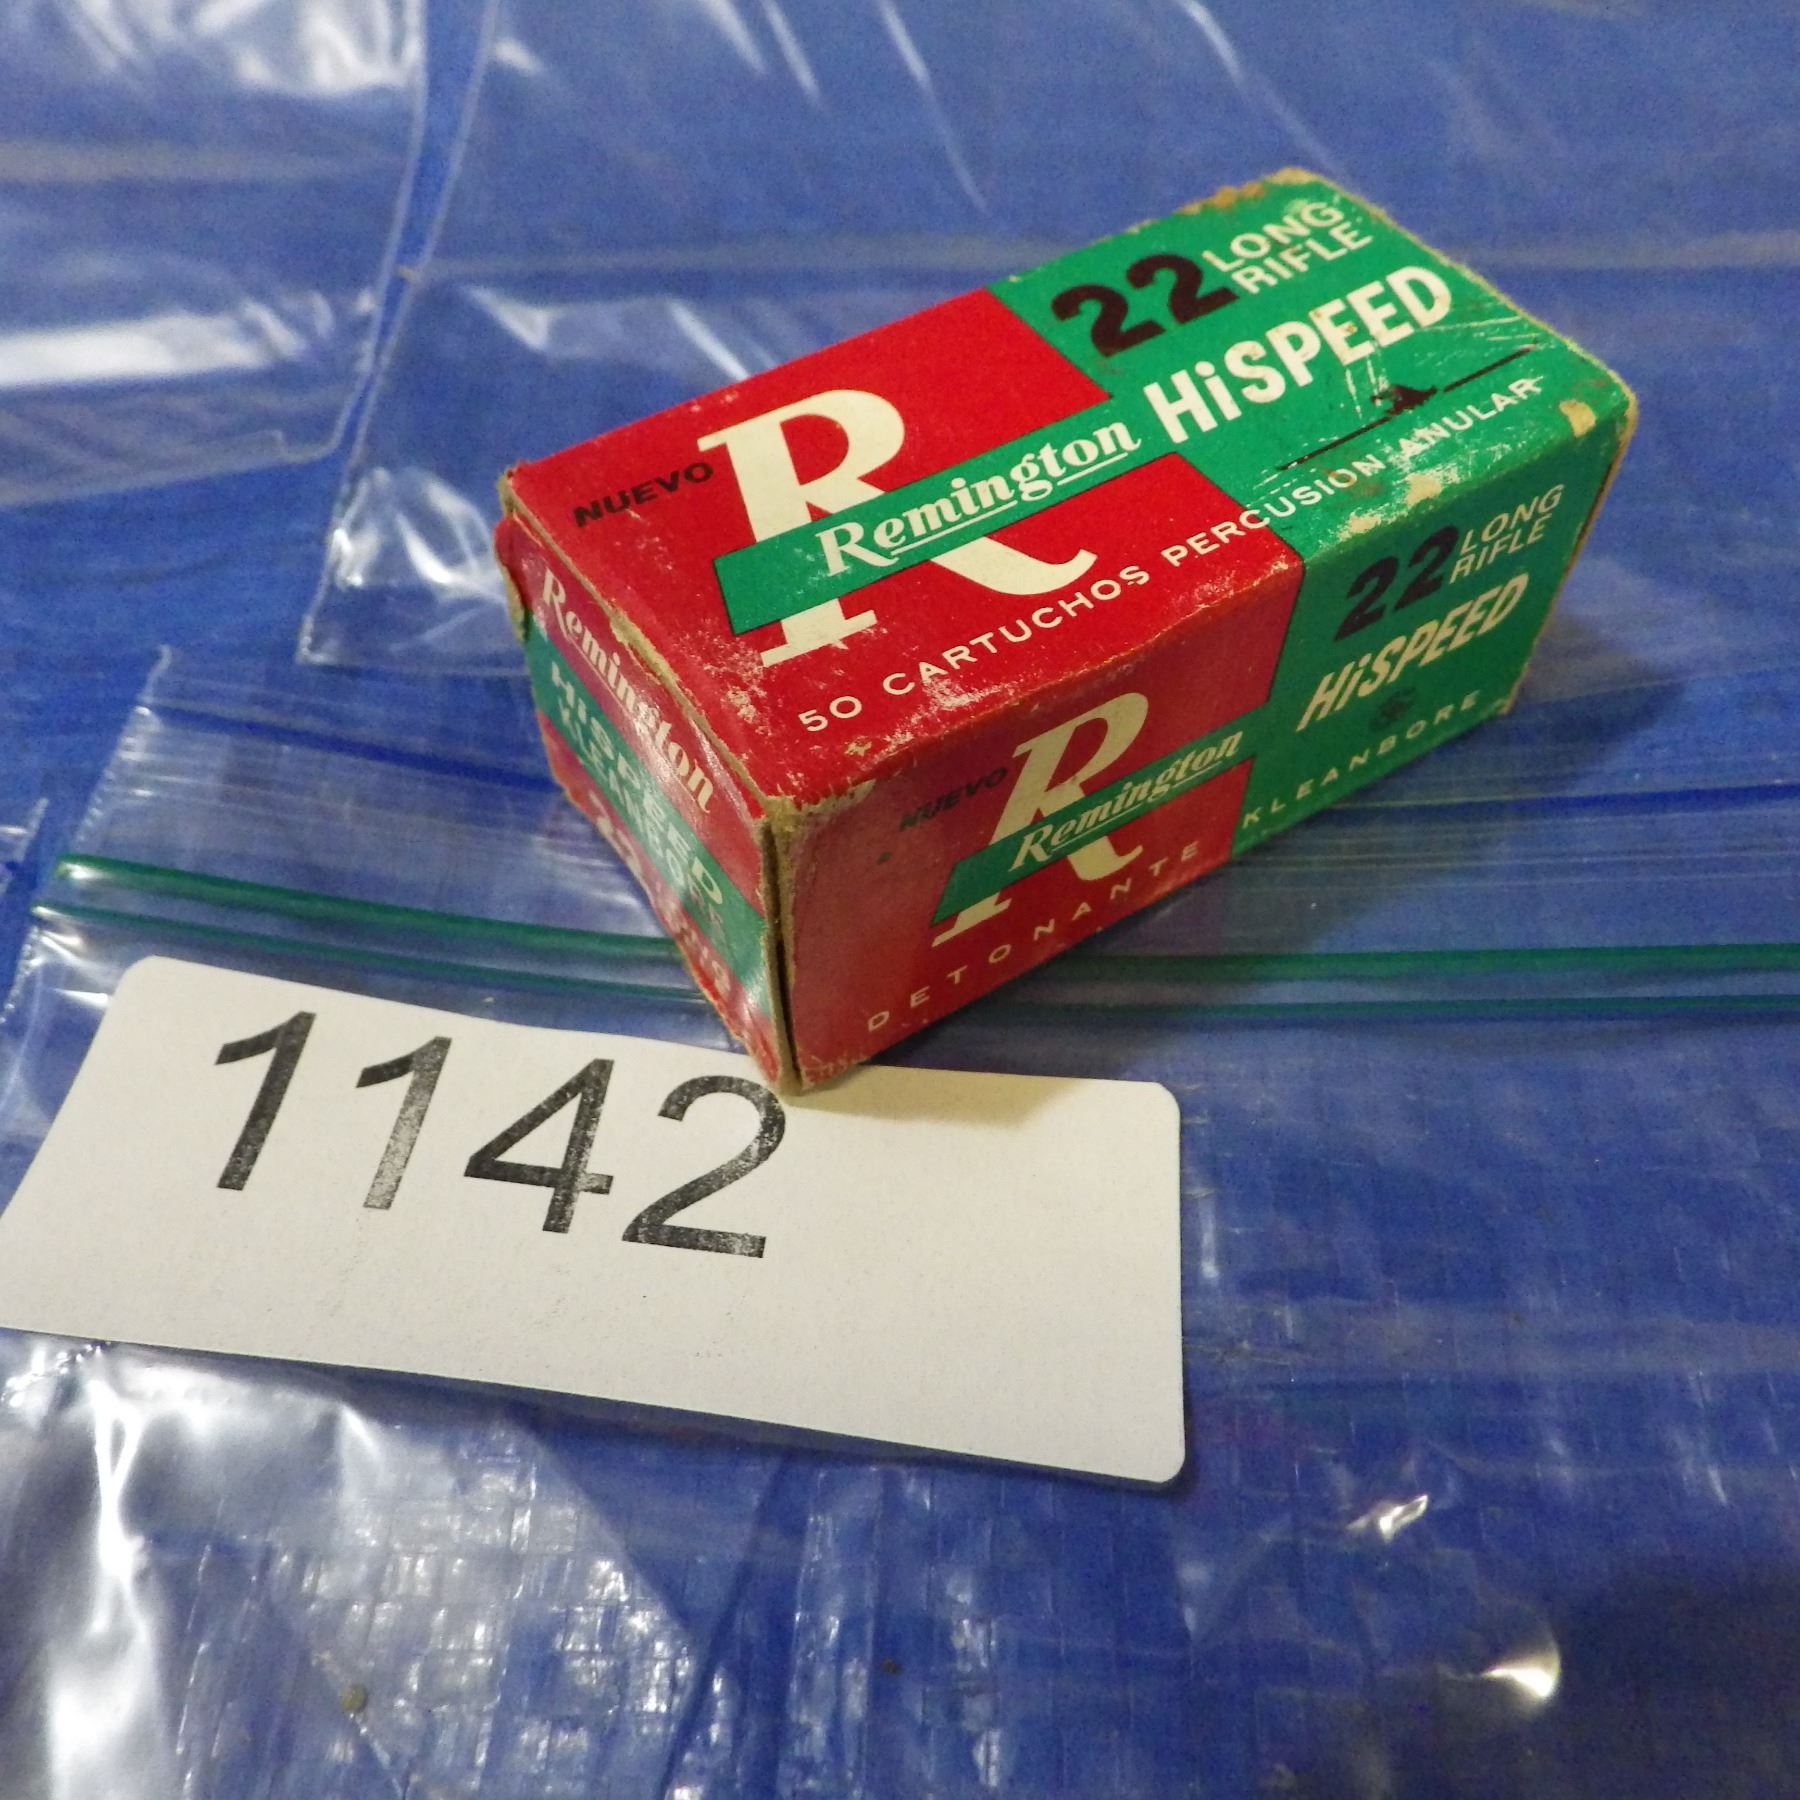 22 LONG
RIFLE
HiSPEED
NUEVO
R
Remington
50 CARTUCHOS PERCUSION ANULAR
22 LONG
RIFLE
HiSPEED
NUEVO
R
Remington
DETONANTE KLEANBORE
Remington
HISPEED
1142